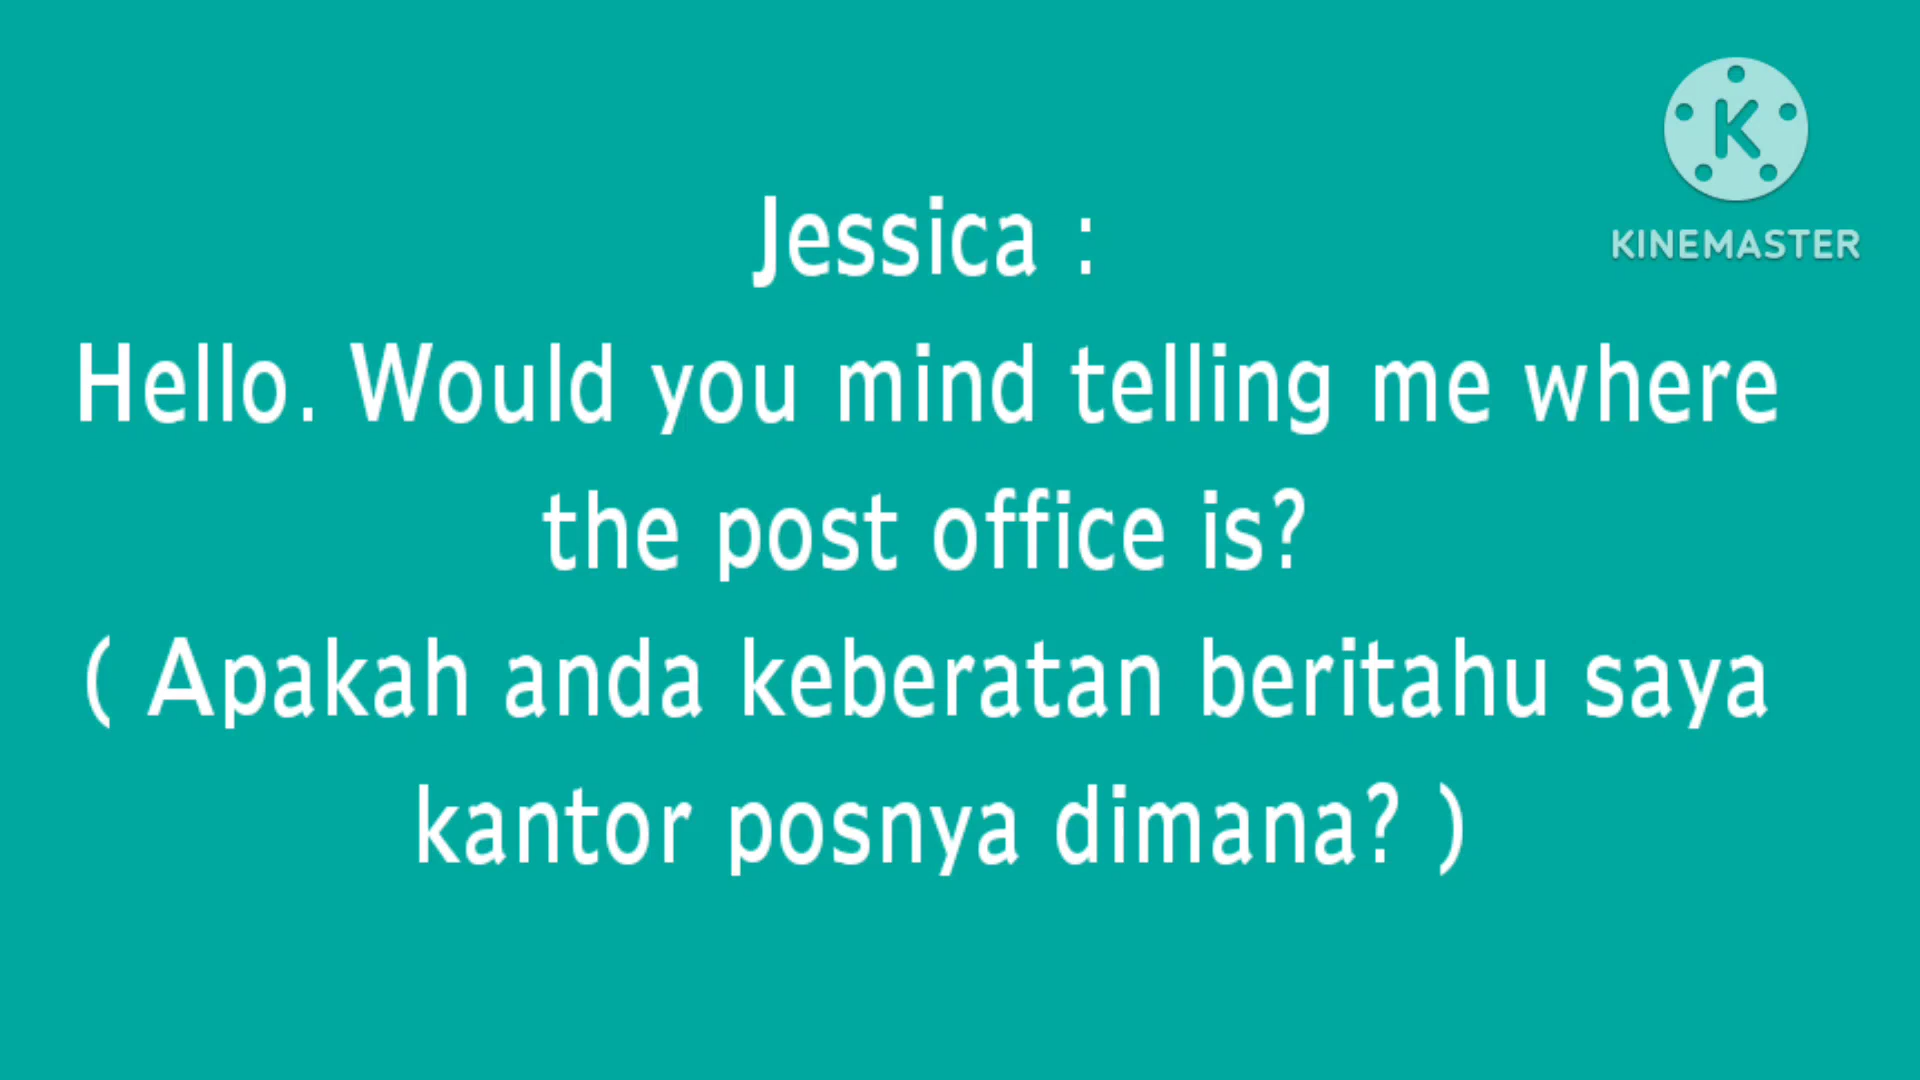 KINEMASTER
Jessica :
Hello. Would you mind telling me where
the post office is?
( Apakah anda keberatan beritahu saya
kantor posnya dimana? )